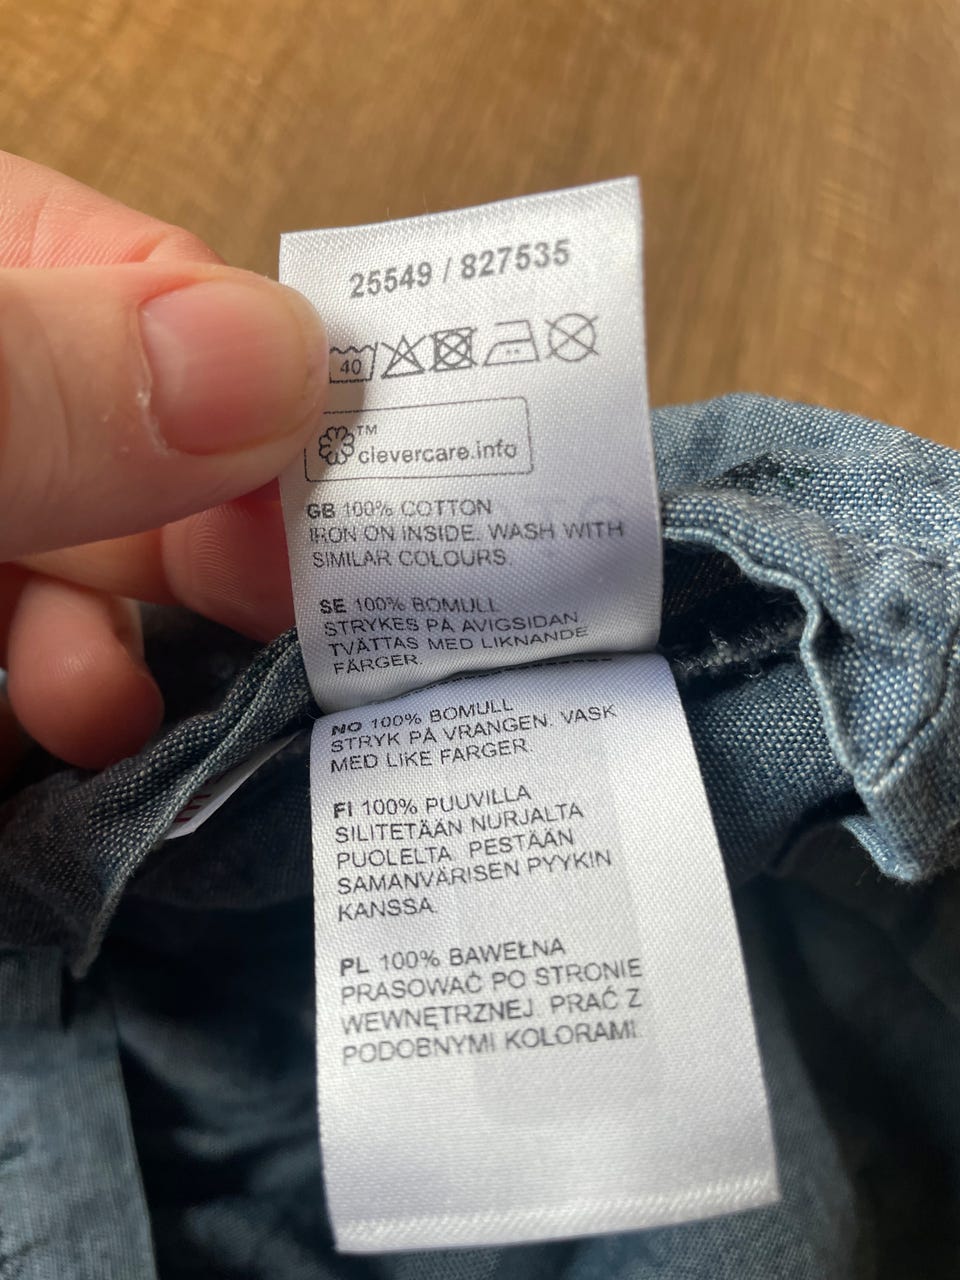 25549 / 827535
40
TM
clevercare.info
GB 100% COTTON
IRON ON INSIDE. WASH WITH
SIMILAR COLOURS.
SE 100% BOMULL
STRYKES PÅ AVIGSIDAN.
TVÄTTAS MED LIKNANDE
FÄRGER.
NO 100% BOMULL
STRYK PÅ VRANGEN. VASK
MED LIKE FARGER.
FI 100% PUUVILLA
SILITETÄÄN NURJALTA
PUOLELTA. PESTÄÄN
SAMANVÄRISEN PYYKIN
KANSSA.
PL 100% BAWEŁNA
PRASOWAĆ PO STRONIE
WEWNĘTRZNEJ. PRAĆ Z
PODOBNYMI KOLORAMI.